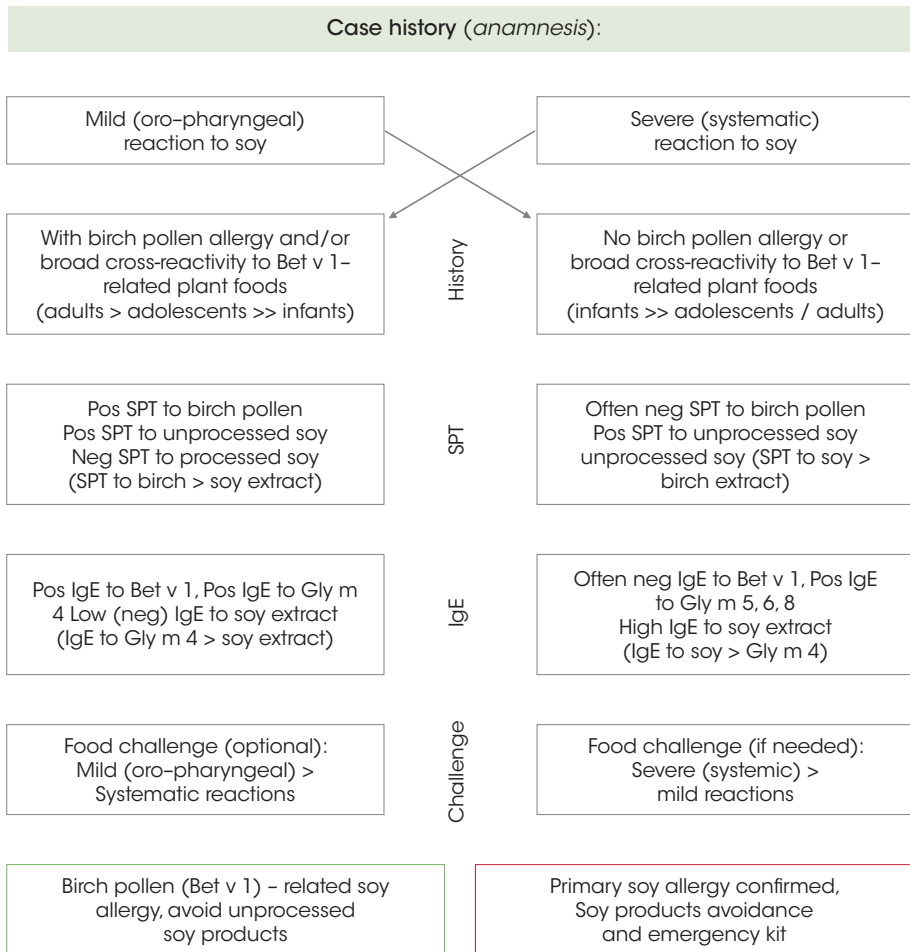 Case history (anamnesis):
Mild (oro-pharyngeal)
reaction to soy
Severe (systematic)
reaction to soy
With birch pollen allergy and/or
broad cross-reactivity to Bet v 1–
related plant foods
(adults > adolescents >> infants)
History
No birch pollen allergy or
broad cross-reactivity to Bet v 1–
related plant foods
(infants >> adolescents / adults)
Pos SPT to birch pollen
Pos SPT to unprocessed soy
Neg SPT to processed soy
(SPT to birch > soy extract)
SPT
Often neg SPT to birch pollen
Pos SPT to unprocessed soy
unprocessed soy (SPT to soy >
birch extract)
Pos IgE to Bet v 1, Pos IgE to Gly m
4 Low (neg) IgE to soy extract
(IgE to Gly m 4 > soy extract)
IgE
Often neg IgE to Bet v 1, Pos IgE
to Gly m 5, 6, 8
High IgE to soy extract
(IgE to soy > Gly m 4)
Food challenge (optional):
Mild (oro-pharyngeal) >
Systematic reactions
Challenge
Food challenge (if needed):
Severe (systemic) >
mild reactions
Birch pollen (Bet v 1) – related soy
allergy, avoid unprocessed
soy products
Primary soy allergy confirmed,
Soy products avoidance
and emergency kit